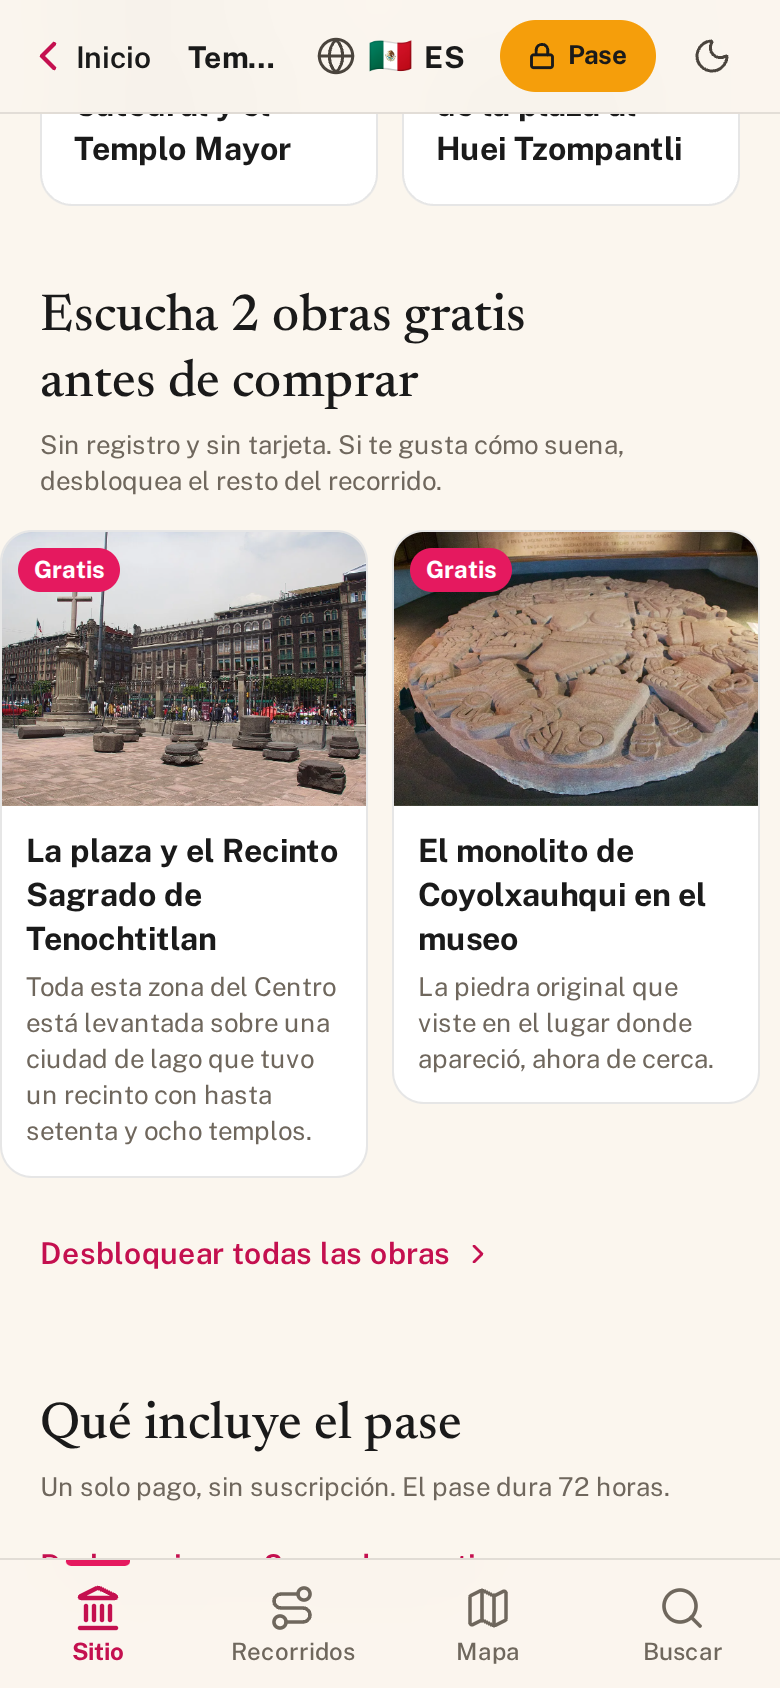 Inicio
Tem...
ES
Pase
Templo Mayor
Huei Tzompantli
Escucha 2 obras gratis
antes de comprar
Sin registro y sin tarjeta. Si te gusta cómo suena,
desbloquea el resto del recorrido.
Gratis
La plaza y el Recinto
Sagrado de
Tenochtitlan
Toda esta zona del Centro
está levantada sobre una
ciudad de lago que tuvo
un recinto con hasta
setenta y ocho templos.
Gratis
El monolito de
Coyolxauhqui en el
museo
La piedra original que
viste en el lugar donde
apareció, ahora de cerca.
Desbloquear todas las obras
Qué incluye el pase
Un solo pago, sin suscripción. El pase dura 72 horas.
Sitio
Recorridos
Mapa
Buscar